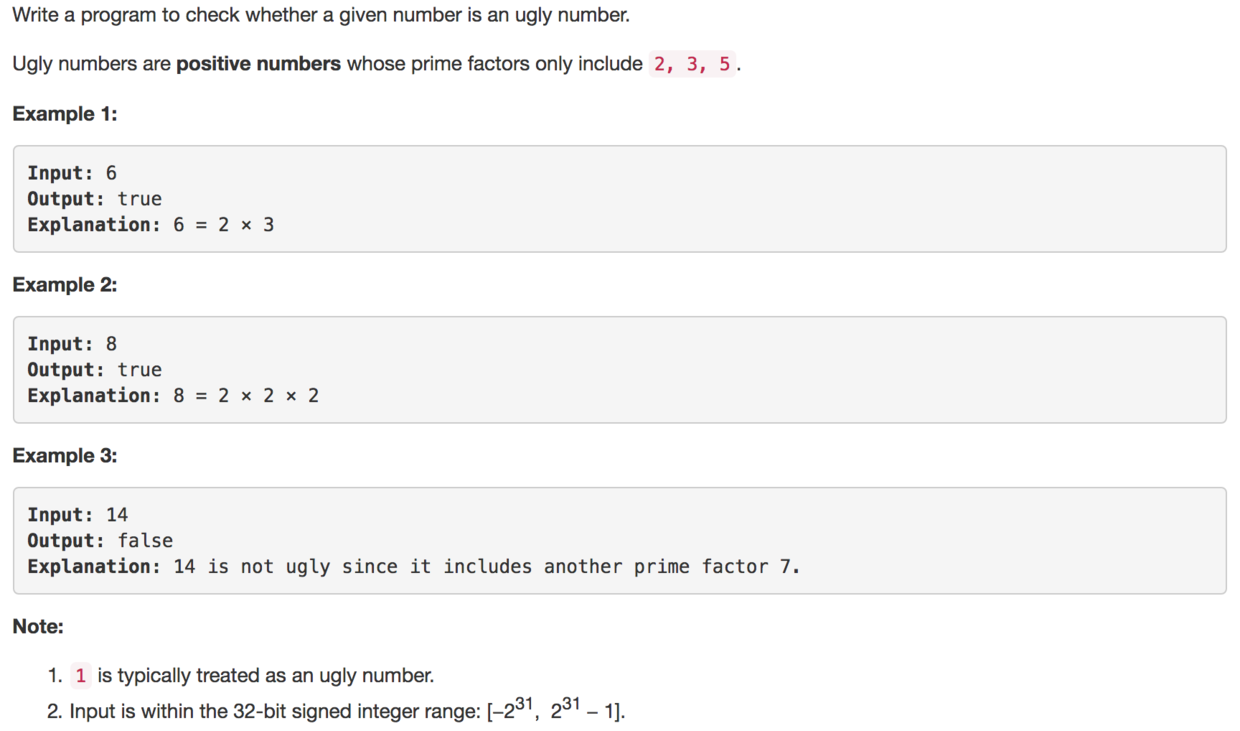 Write a program to check whether a given number is an ugly number.
Ugly numbers are positive numbers whose prime factors only include 2, 3, 5.
Example 1:
Input: 6
Output: true
Explanation: 6 = 2 × 3
Example 2:
Input: 8
Output: true
Explanation: 8 = 2 × 2 × 2
Example 3:
Input: 14
Output: false
Explanation: 14 is not ugly since it includes another prime factor 7.
Note:
1. 1 is typically treated as an ugly number.
2. Input is within the 32-bit signed integer range: [−2³¹, 2³¹ − 1].